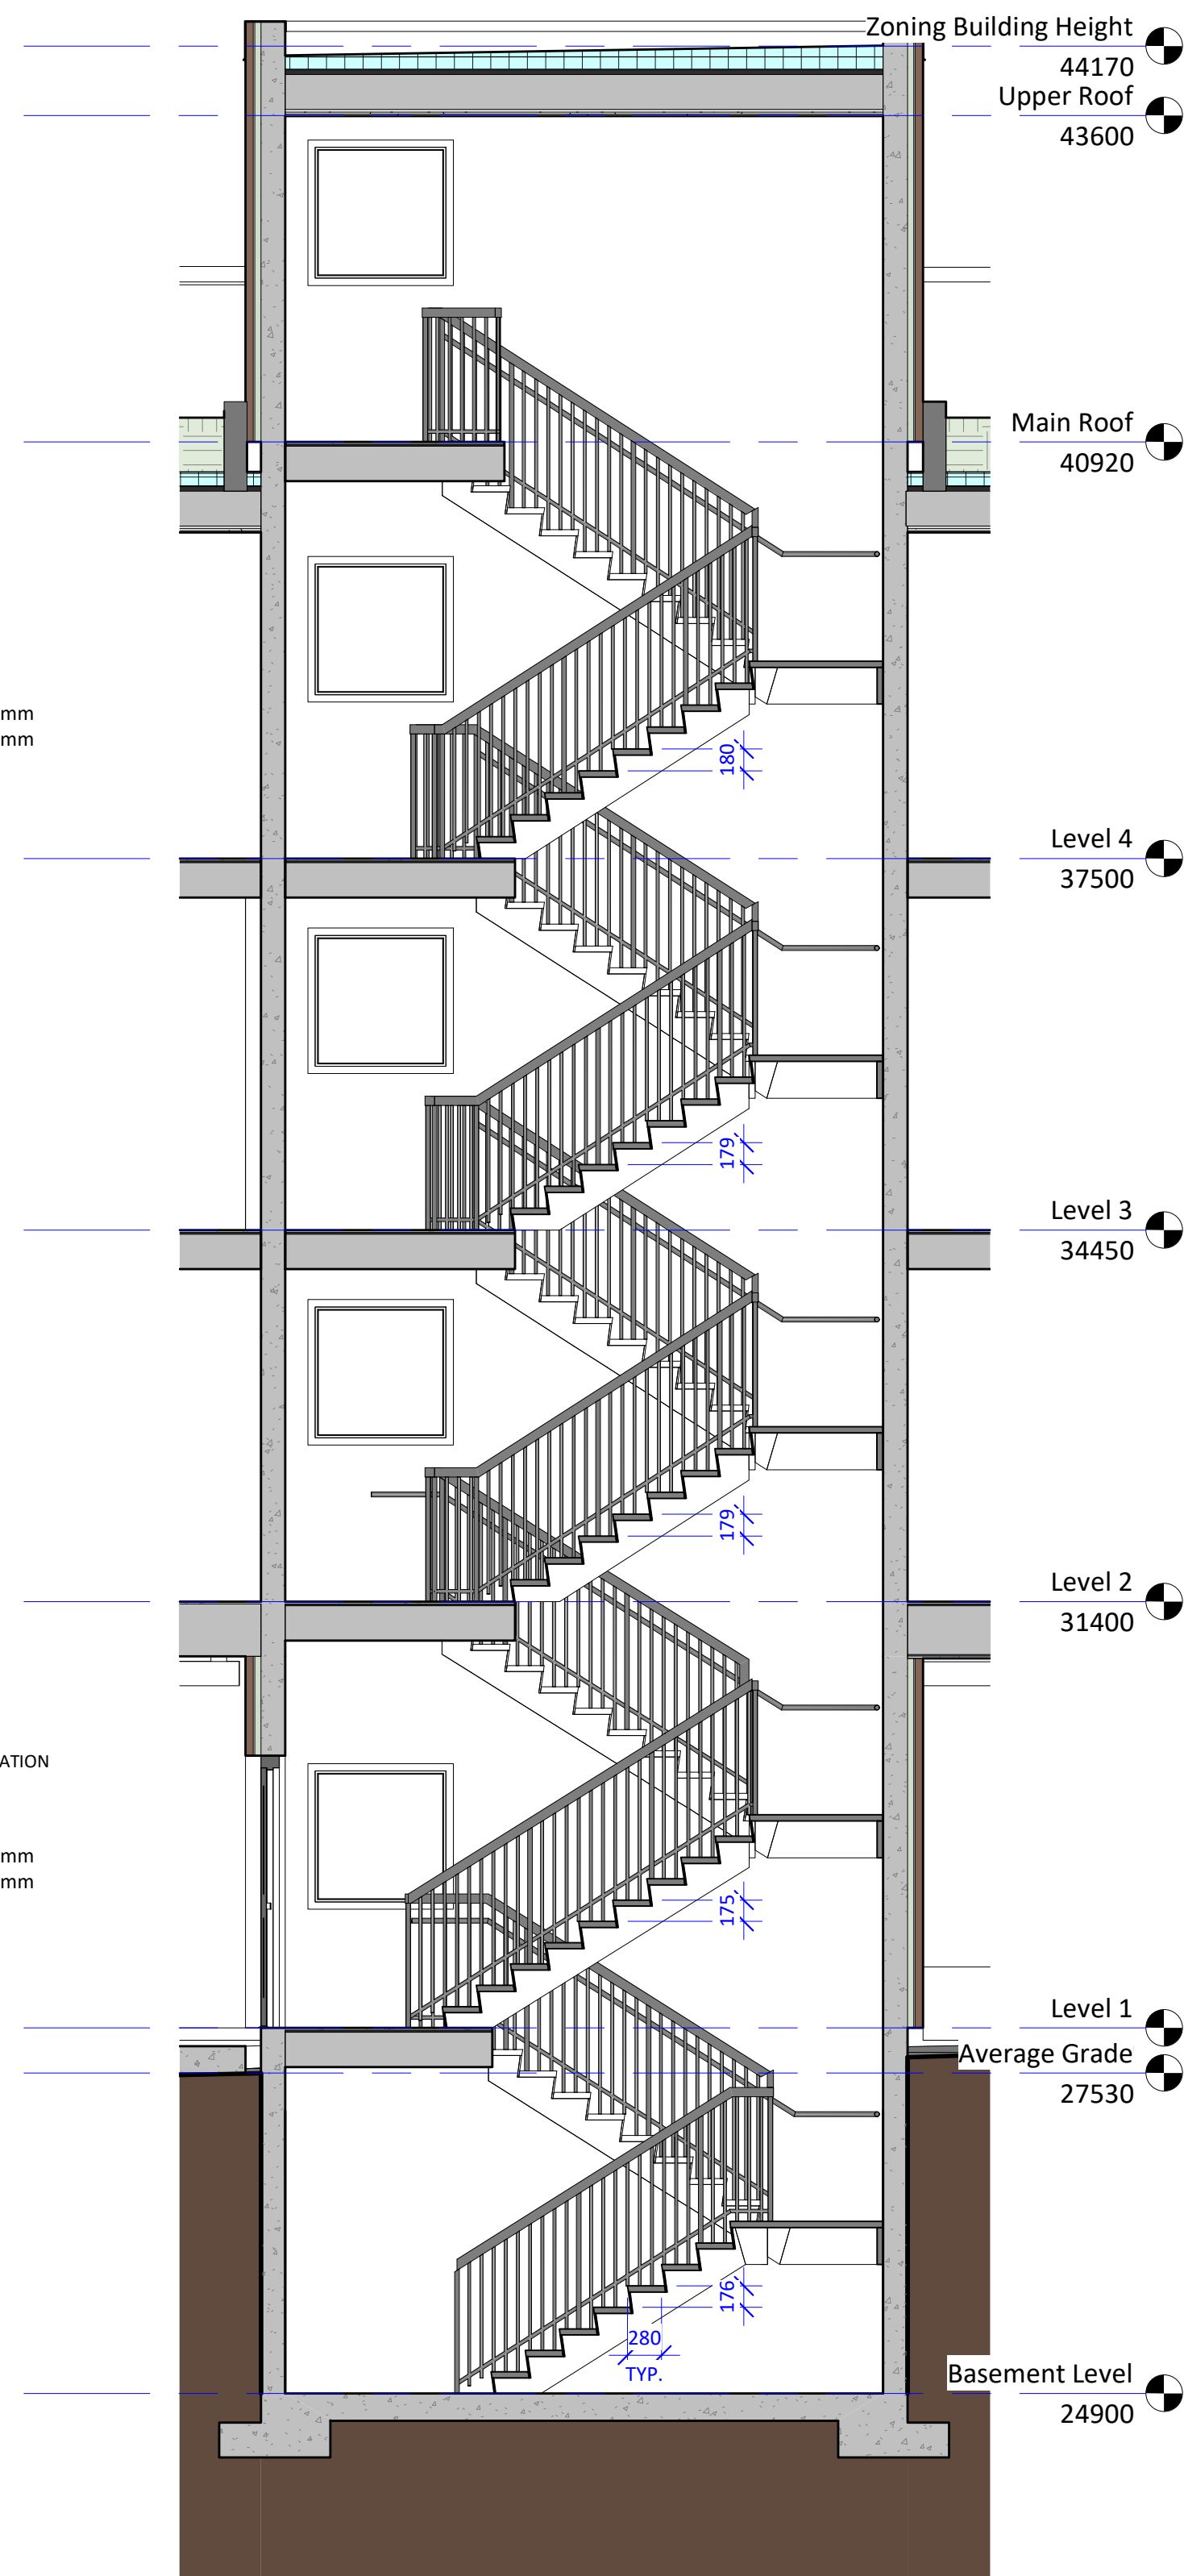 Zoning Building Height
44170
Upper Roof
43600
Main Roof
40920
mm
mm
180
Level 4
37500
179
Level 3
34450
179
Level 2
31400
ATION
mm
mm
175
Level 1
Average Grade
27530
176
280
TYP.
Basement Level
24900